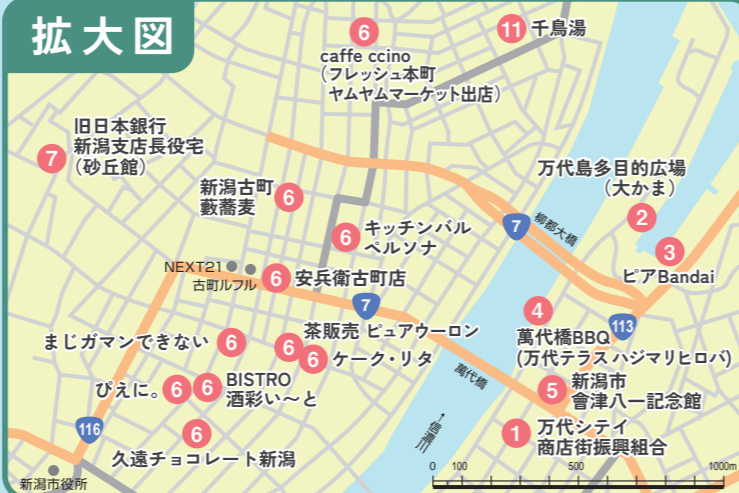 拡大図
6
caffe ccino
(フレッシュ本町
ヤムヤムマーケット出店)
11 千鳥湯
7
旧日本銀行
新潟支店長役宅
(砂丘館)
新潟古町
藪蕎麦
6
6
キッチンバル
ペルソナ
万代島多目的広場
(大かま)
2
7
柳都大橋
3
ピアBandai
NEXT21
古町ルフル
6 安兵衛古町店
7
4
萬代橋BBQ
(万代テラス ハジマリヒロバ)
113
まじガマンできない 6
茶販売 ピュアウーロン
6
6 ケーク・リタ
萬代橋
ぴえに。 6
6
BISTRO
酒彩い〜と
5
新潟市
會津八一記念館
116
6
久遠チョコレート新潟
←信濃川
1
万代シテイ
商店街振興組合
新潟市役所
0 100 500 1000m